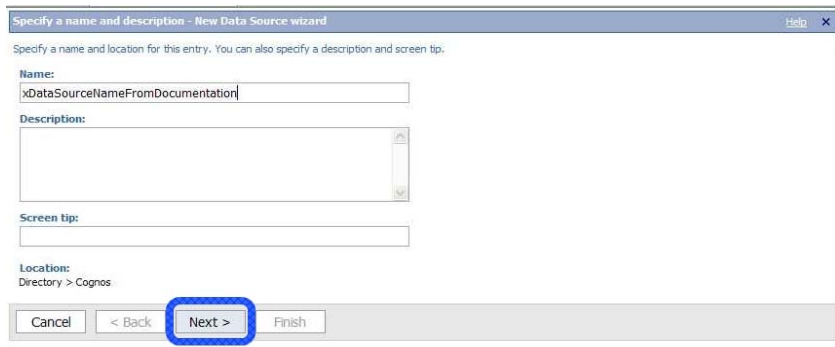 Specify a name and description - New Data Source wizard Help x
Specify a name and location for this entry. You can also specify a description and screen tip.
Name:
xDataSourceNameFromDocumentation
Description:
Screen tip:
Location:
Directory > Cognos
Cancel < Back Next > Finish